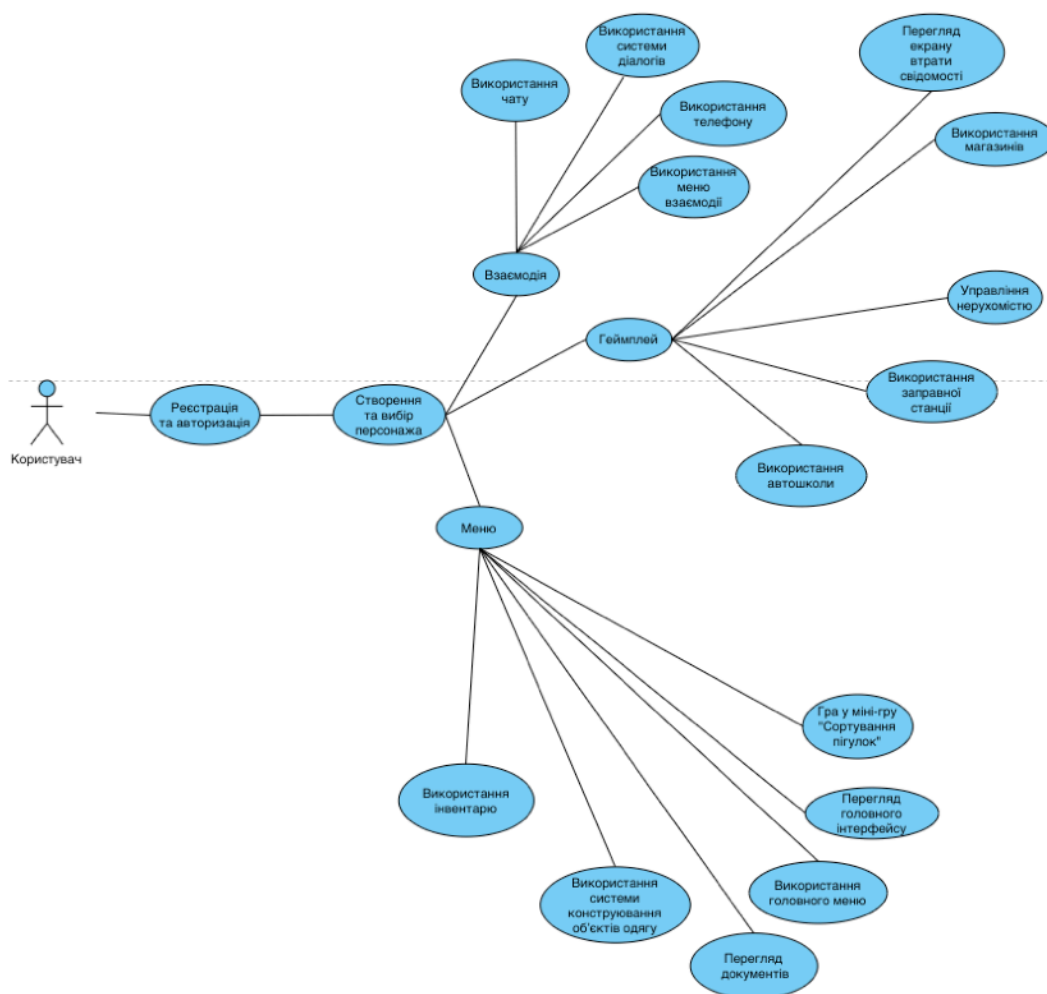 Використання
системи
діалогів
Перегляд
екрану
втрати
свідомості
Використання
чату
Використання
телефону
Використання
магазинів
Використання
меню
взаємодії
Взаємодія
Управління
нерухомістю
Геймплей
Використання
заправної
станції
Користувач
Реєстрація
та авторизація
Створення
та вибір
персонажа
Використання
автошколи
Меню
Гра у міні-гру
"Сортування
пігулок"
Використання
інвентарю
Перегляд
головного
інтерфейсу
Використання
системи
конструювання
об'єктів одягу
Використання
головного меню
Перегляд
документів